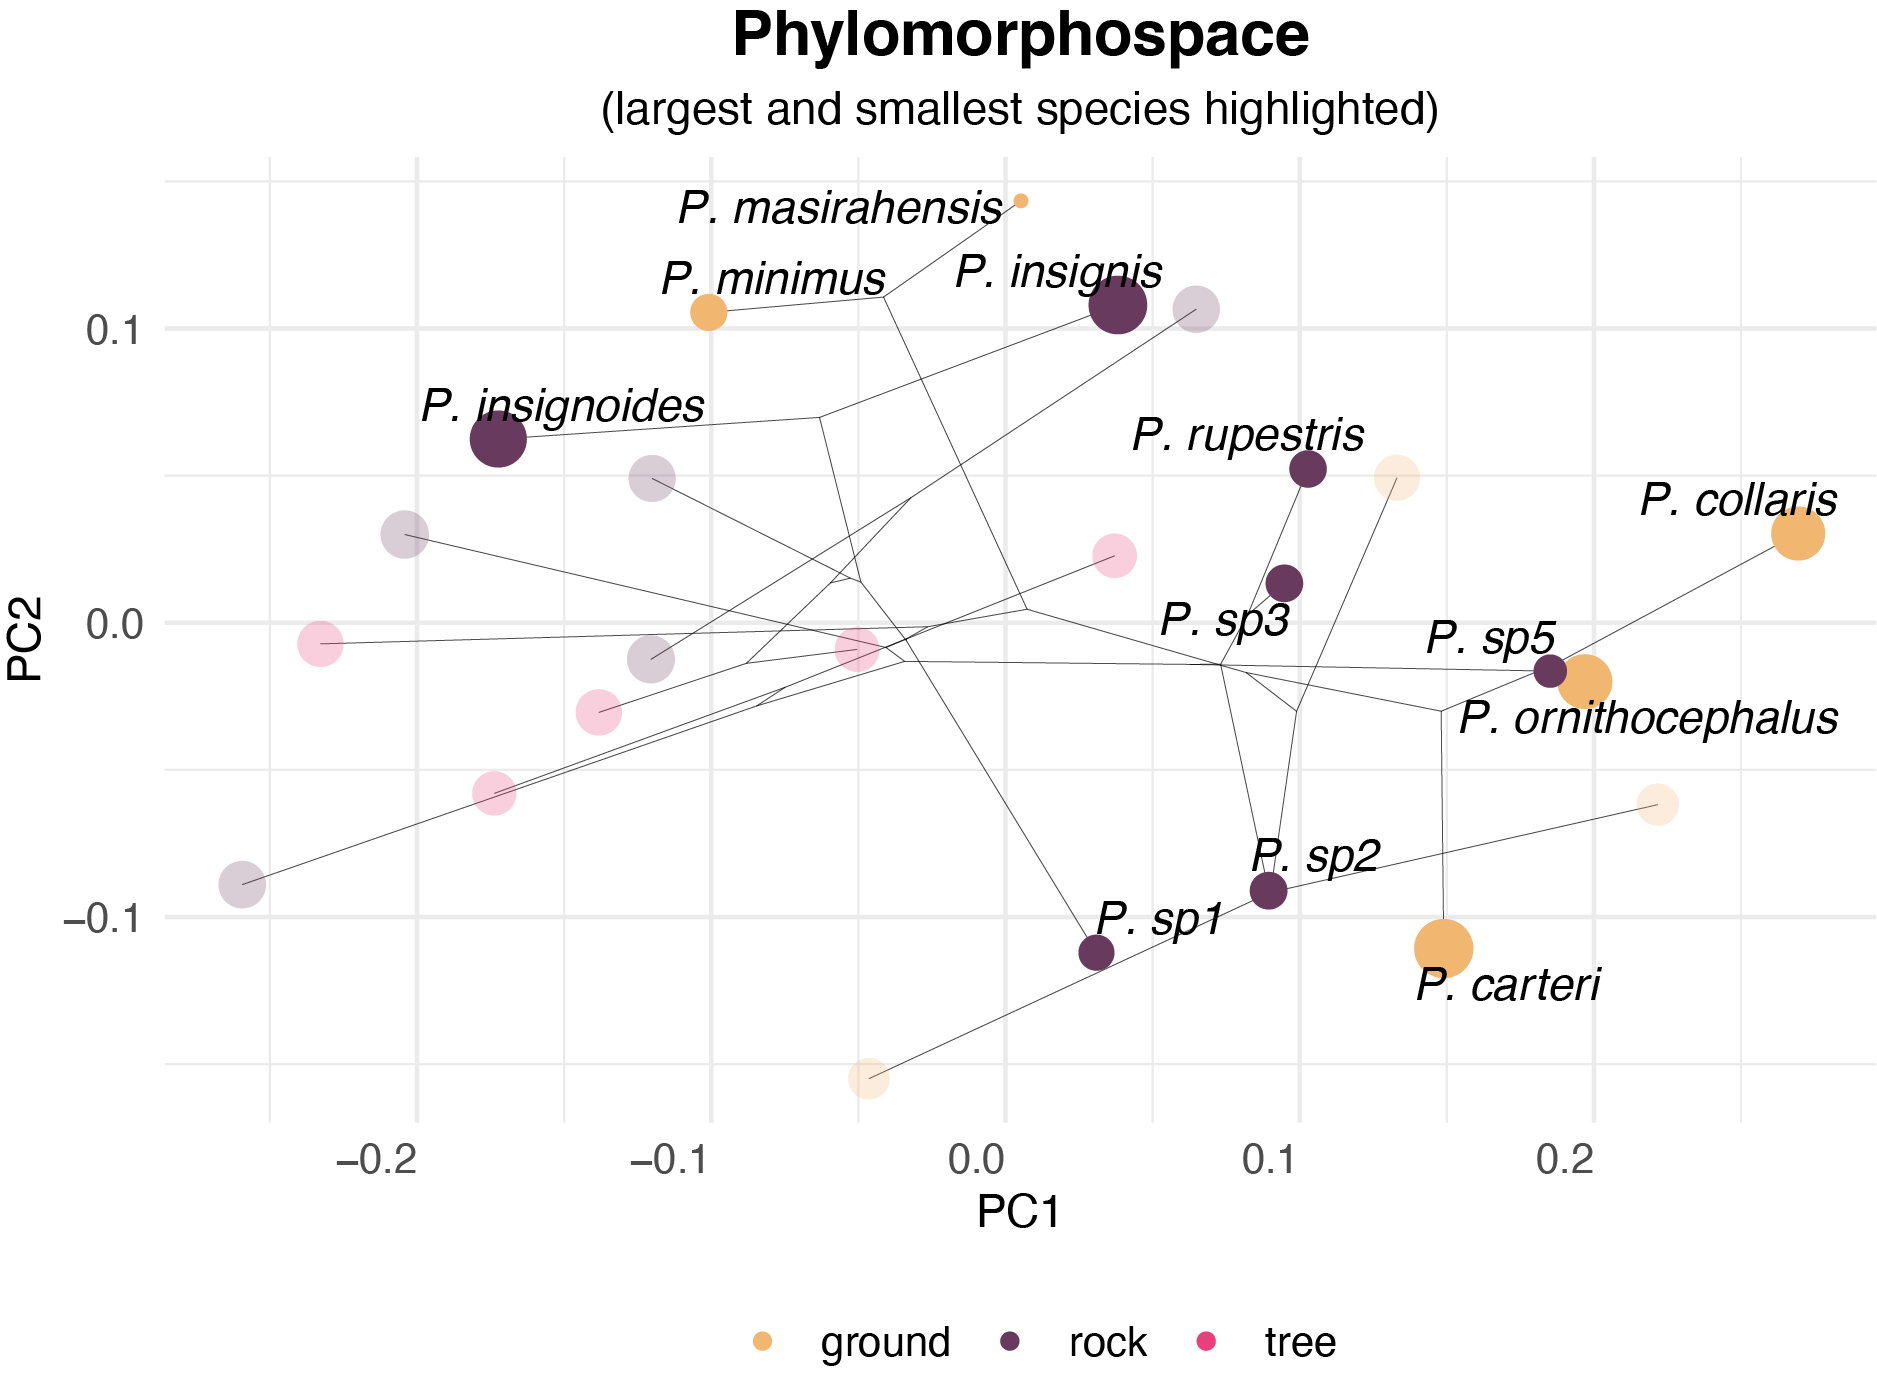 Phylomorphospace
(largest and smallest species highlighted)
P. masirahensis
P. minimus
P. insignis
P. insignoides
P. rupestris
P. collaris
P. sp3
P. sp5
P. ornithocephalus
P. sp2
P. sp1
P. carteri
0.1
0.0
−0.1
PC2
−0.2 −0.1 0.0 0.1 0.2
PC1
ground rock tree